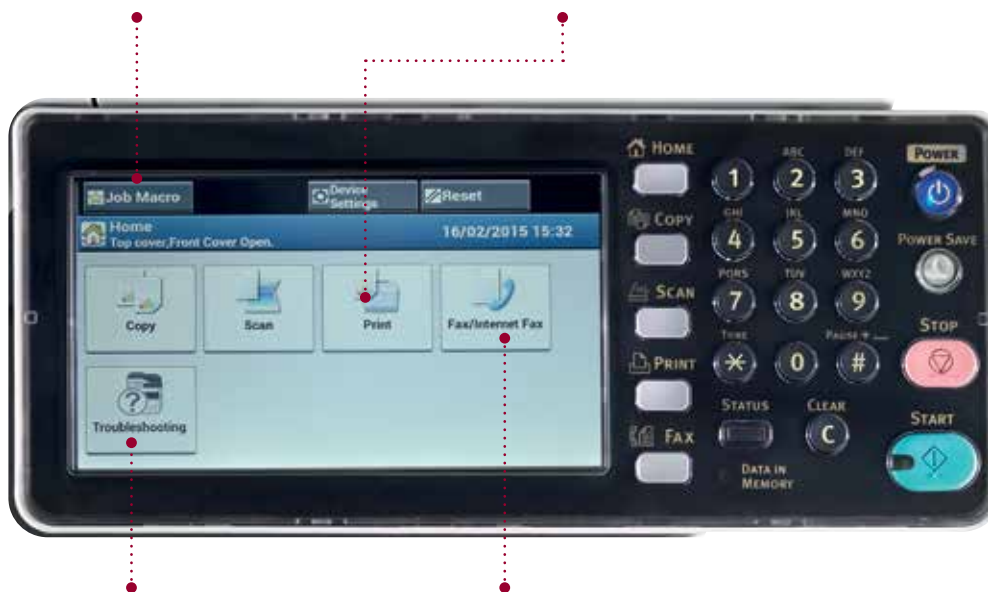 Job Macro
Device Settings
Reset
Home
Top cover,Front Cover Open.
16/02/2015 15:32
Copy
Scan
Print
Fax/Internet Fax
Troubleshooting
HOME
COPY
SCAN
PRINT
FAX
1
ABC
2
DEF
3
GHI
4
JKL
5
MNO
6
PQRS
7
TUV
8
WXYZ
9
TONE
*
0
PAUSE
#
STATUS
CLEAR
C
DATA IN
MEMORY
POWER
POWER SAVE
STOP
START